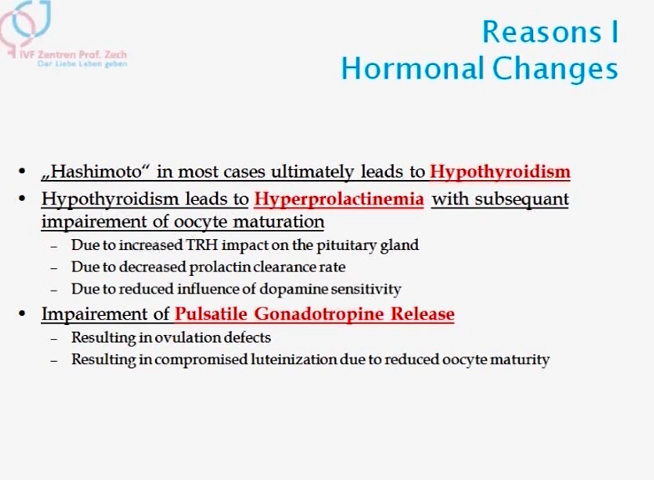 IVF Zentren Prof. Zech
Der Liebe Leben geben
Reasons I
Hormonal Changes
• „Hashimoto“ in most cases ultimately leads to Hypothyroidism
• Hypothyroidism leads to Hyperprolactinemia with subsequant
impairement of oocyte maturation
– Due to increased TRH impact on the pituitary gland
– Due to decreased prolactin clearance rate
– Due to reduced influence of dopamine sensitivity
• Impairement of Pulsatile Gonadotropine Release
– Resulting in ovulation defects
– Resulting in compromised luteinization due to reduced oocyte maturity